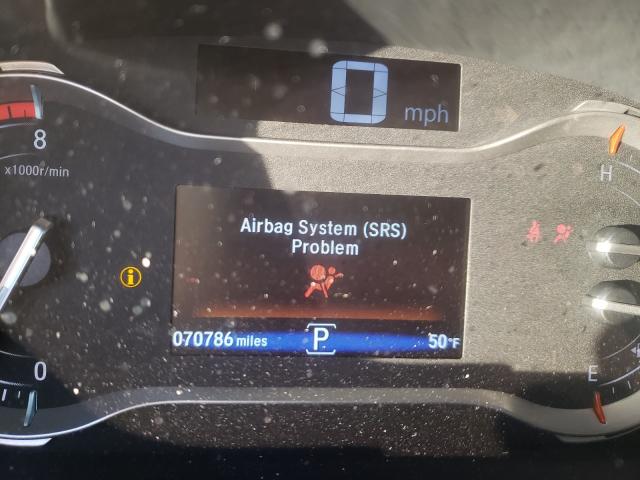 0 mph
8
x1000r/min
H
Airbag System (SRS)
Problem
070786 miles P 50°F
0
E